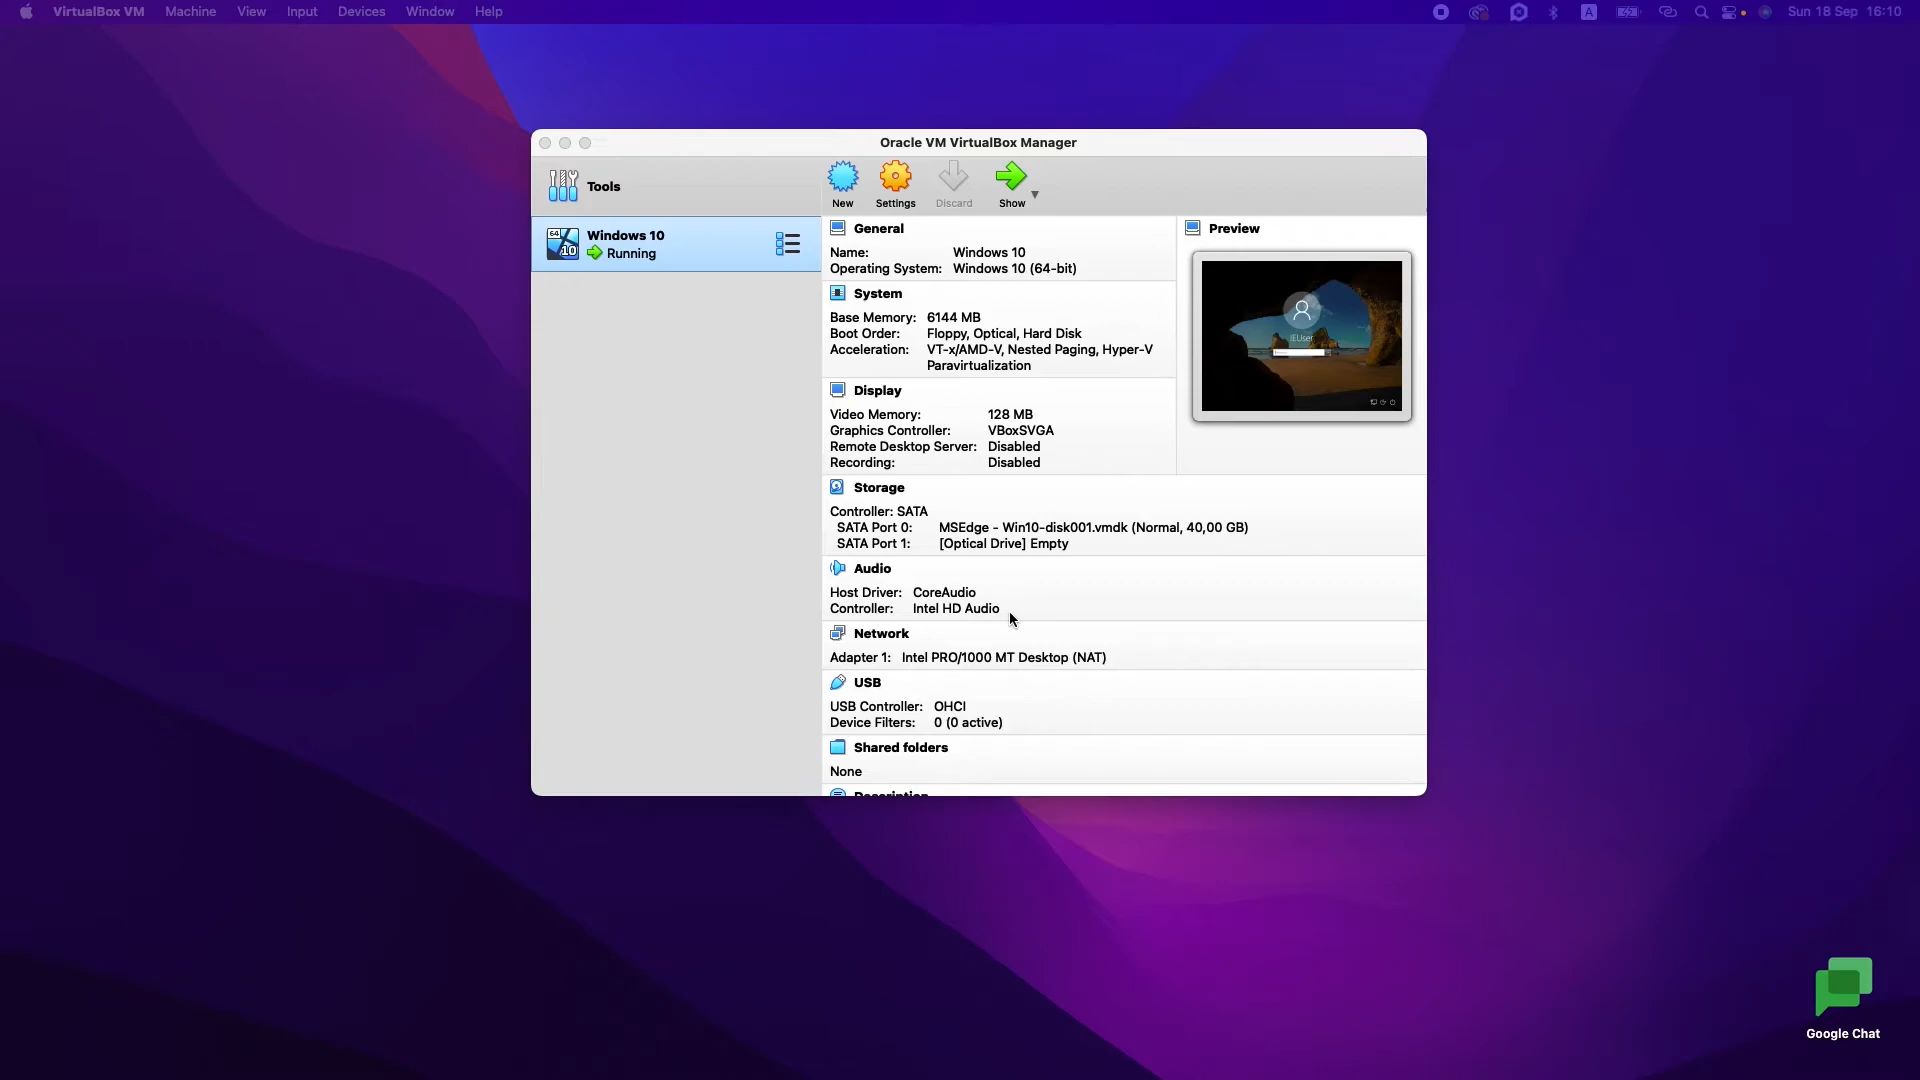 VirtualBox VM Machine View Input Devices Window Help A Sun 18 Sep 16:10
Oracle VM VirtualBox Manager
Tools
New Settings Discard Show
64
10
Windows 10
Running
General
Name: Windows 10
Operating System: Windows 10 (64-bit)
System
Base Memory: 6144 MB
Boot Order: Floppy, Optical, Hard Disk
Acceleration: VT-x/AMD-V, Nested Paging, Hyper-V
Paravirtualization
Display
Video Memory: 128 MB
Graphics Controller: VBoxSVGA
Remote Desktop Server: Disabled
Recording: Disabled
Preview
IEUser
Storage
Controller: SATA
SATA Port 0: MSEdge - Win10-disk001.vmdk (Normal, 40,00 GB)
SATA Port 1: [Optical Drive] Empty
Audio
Host Driver: CoreAudio
Controller: Intel HD Audio
Network
Adapter 1: Intel PRO/1000 MT Desktop (NAT)
USB
USB Controller: OHCI
Device Filters: 0 (0 active)
Shared folders
None
Description
Google Chat